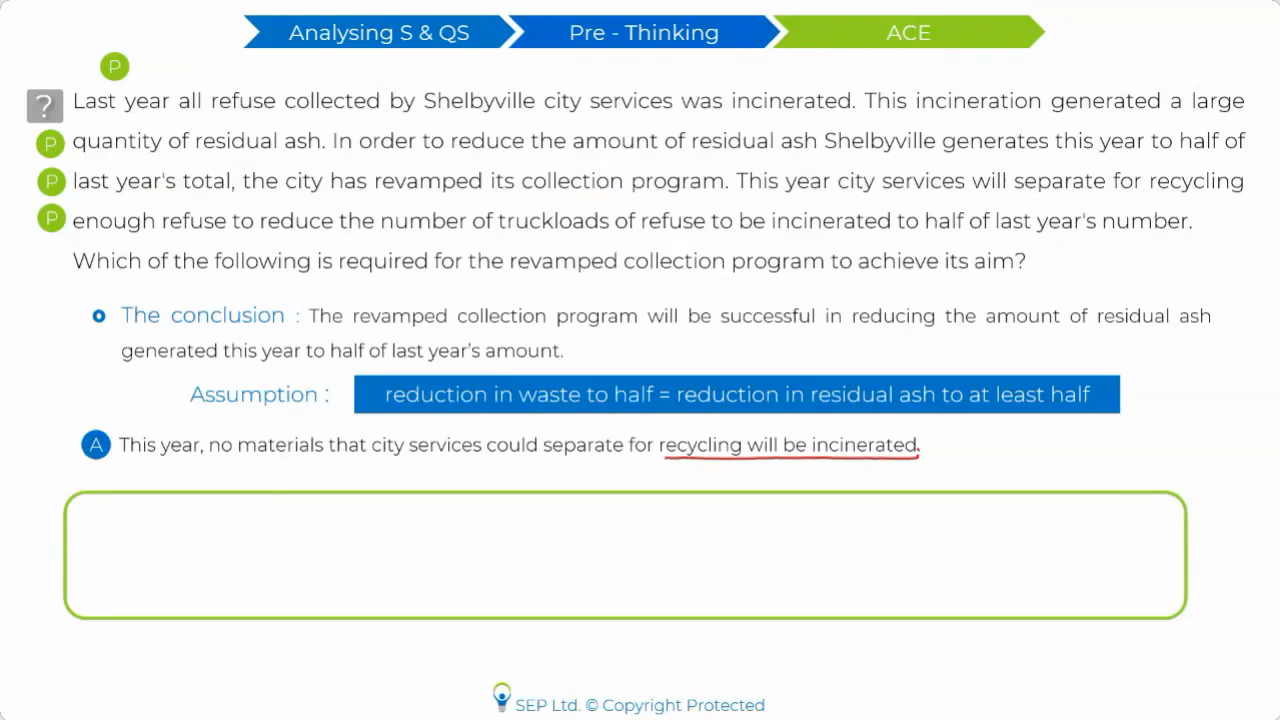 Analysing S & QS
Pre - Thinking
ACE
P
? Last year all refuse collected by Shelbyville city services was incinerated. This incineration generated a large
P quantity of residual ash. In order to reduce the amount of residual ash Shelbyville generates this year to half of
P last year's total, the city has revamped its collection program. This year city services will separate for recycling
P enough refuse to reduce the number of truckloads of refuse to be incinerated to half of last year's number.
Which of the following is required for the revamped collection program to achieve its aim?
The conclusion : The revamped collection program will be successful in reducing the amount of residual ash
generated this year to half of last year's amount.
Assumption : reduction in waste to half = reduction in residual ash to at least half
A This year, no materials that city services could separate for recycling will be incinerated.
SEP Ltd. © Copyright Protected